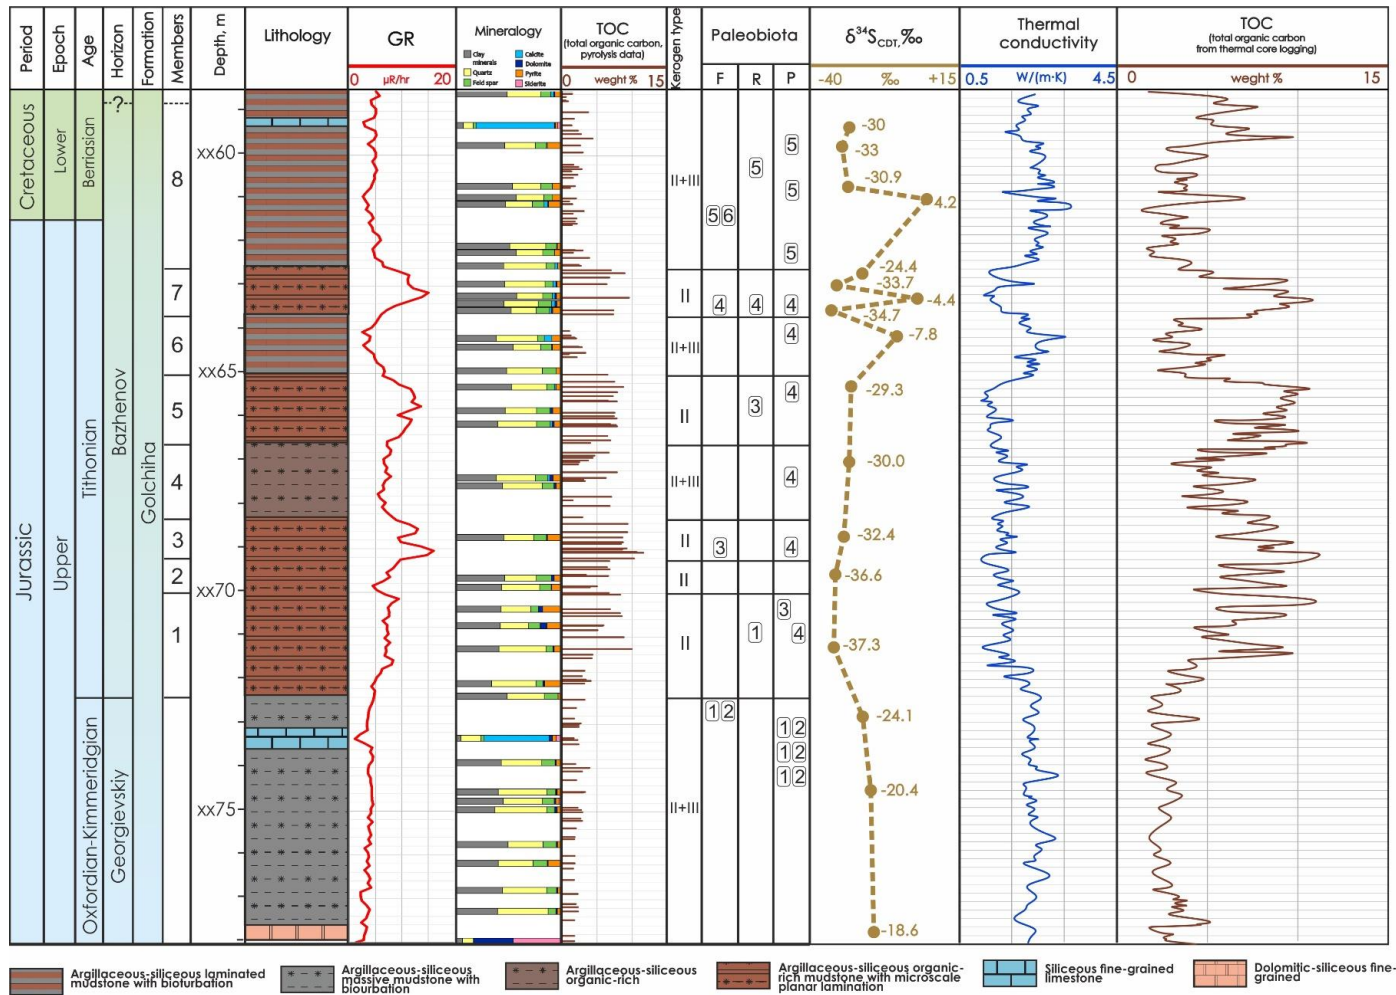 Period
Epoch
Age
Horizon
Formation
Members
Depth, m
Lithology
GR
0 μR/hr 20
Mineralogy
Clay minerals
Quartz
Feld spar
Calcite
Dolomite
Pyrite
Siderite
TOC
(total organic carbon,
pyrolysis data)
0 weght % 15
Kerogen type
Paleobiota
F R P
δ³⁴S CDT,‰
-40 ‰ +15
Thermal
conductivity
0.5 W/(m·K) 4.5
TOC
(total organic carbon
from thermal core logging)
0 weght % 15
Cretaceous
Lower
Berriasian
-?-
Jurassic
Upper
Tithonian
Oxfordian-Kimmeridgian
Bazhenov
Georgievskiy
Golchiha
8
7
6
5
4
3
2
1
xx60
xx65
xx70
xx75
II+III
II
II+III
II
II+III
II
II
II
II+III
5
5
5
5 6
5
4 4 4
4
4
3
4
3 4
3
1 4
1 2
1 2
1 2
1 2
-30
-33
-30.9
4.2
-24.4
-33.7
-4.4
-34.7
-7.8
-29.3
-30.0
-32.4
-36.6
-37.3
-24.1
-20.4
-18.6
Argillaceous-siliceous laminated
mudstone with bioturbation
Argillaceous-siliceous
massive mudstone with
biourbation
Argillaceous-siliceous
organic-rich
Argillaceous-siliceous organic-
rich mudstone with microscale
planar lamination
Siliceous fine-grained
limestone
Dolomitic-siliceous fine-
grained